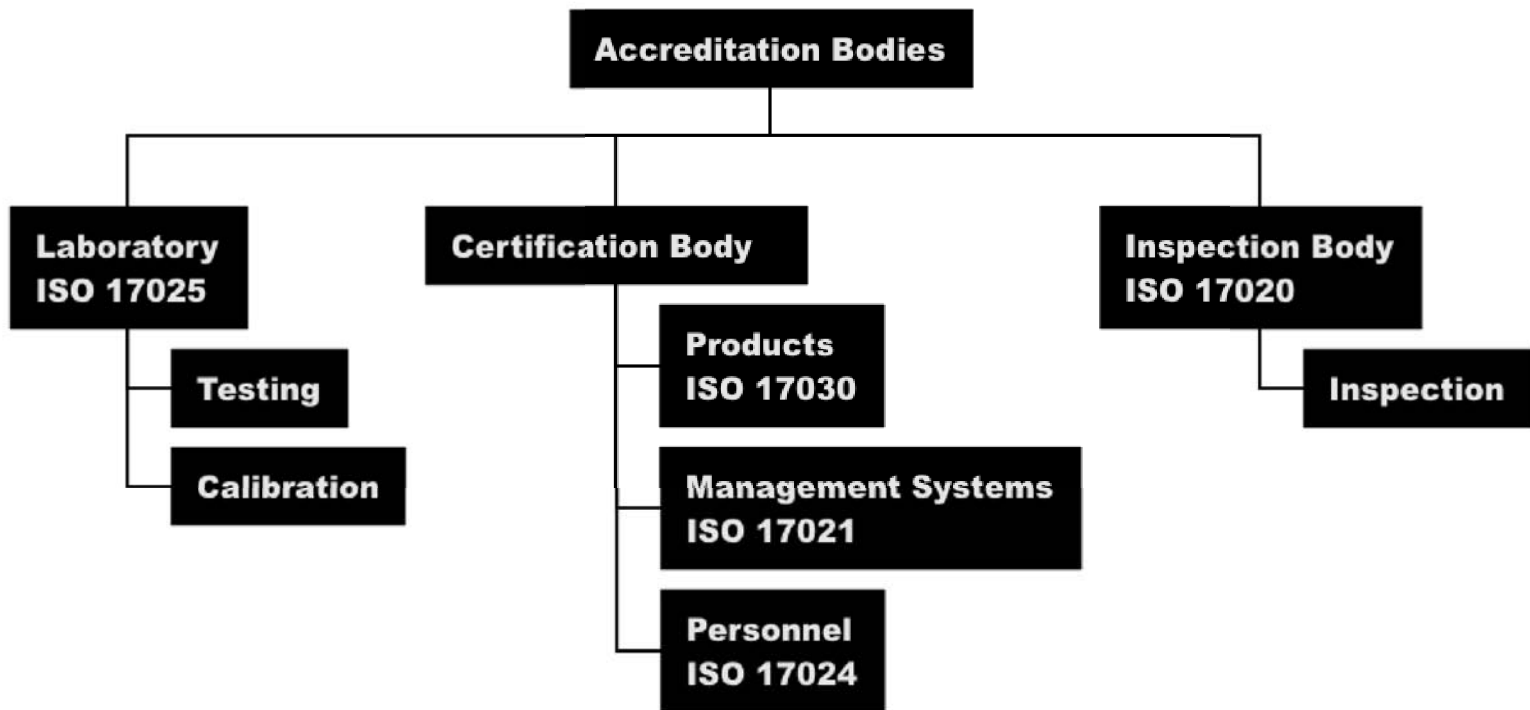 Accreditation Bodies
Laboratory
ISO 17025
Testing
Calibration
Certification Body
Products
ISO 17030
Management Systems
ISO 17021
Personnel
ISO 17024
Inspection Body
ISO 17020
Inspection